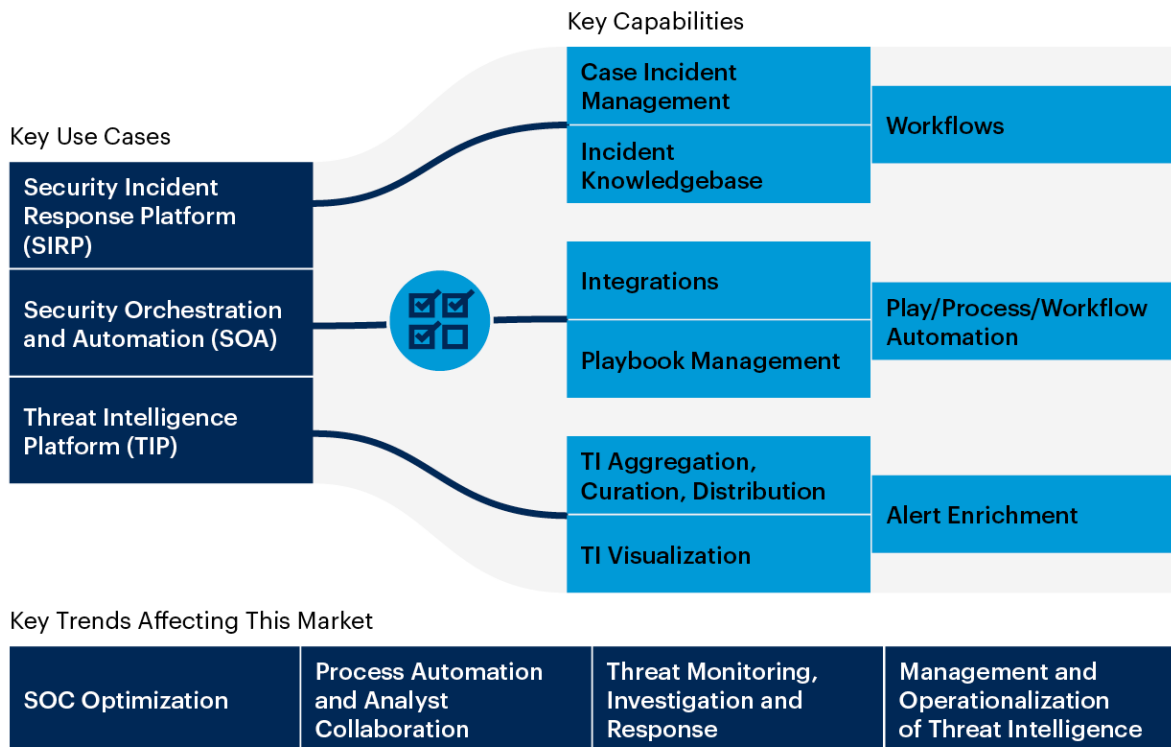 Key Capabilities
Case Incident
Management
Workflows
Incident
Knowledgebase
Key Use Cases
Security Incident
Response Platform
(SIRP)
Security Orchestration
and Automation (SOA)
Threat Intelligence
Platform (TIP)
Integrations
Play/Process/Workflow
Automation
Playbook Management
TI Aggregation,
Curation, Distribution
Alert Enrichment
TI Visualization
Key Trends Affecting This Market
SOC Optimization
Process Automation
and Analyst
Collaboration
Threat Monitoring,
Investigation and
Response
Management and
Operationalization
of Threat Intelligence